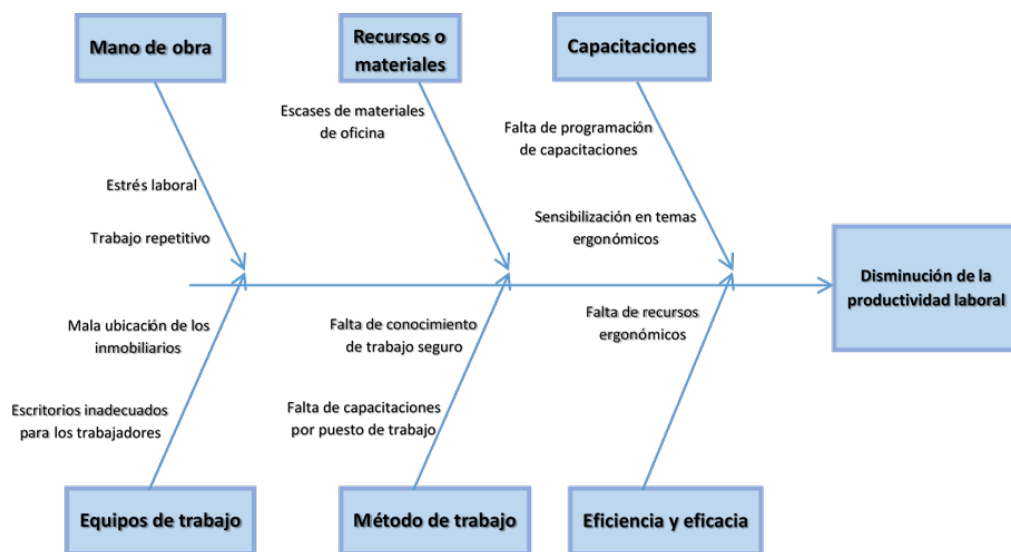 Mano de obra
Recursos o
materiales
Capacitaciones
Escases de materiales
de oficina
Falta de programación
de capacitaciones
Estrés laboral
Trabajo repetitivo
Sensibilización en temas
ergonómicos
Disminución de la
productividad laboral
Mala ubicación de los
inmobiliarios
Falta de conocimiento
de trabajo seguro
Falta de recursos
ergonómicos
Escritorios inadecuados
para los trabajadores
Falta de capacitaciones
por puesto de trabajo
Equipos de trabajo
Método de trabajo
Eficiencia y eficacia